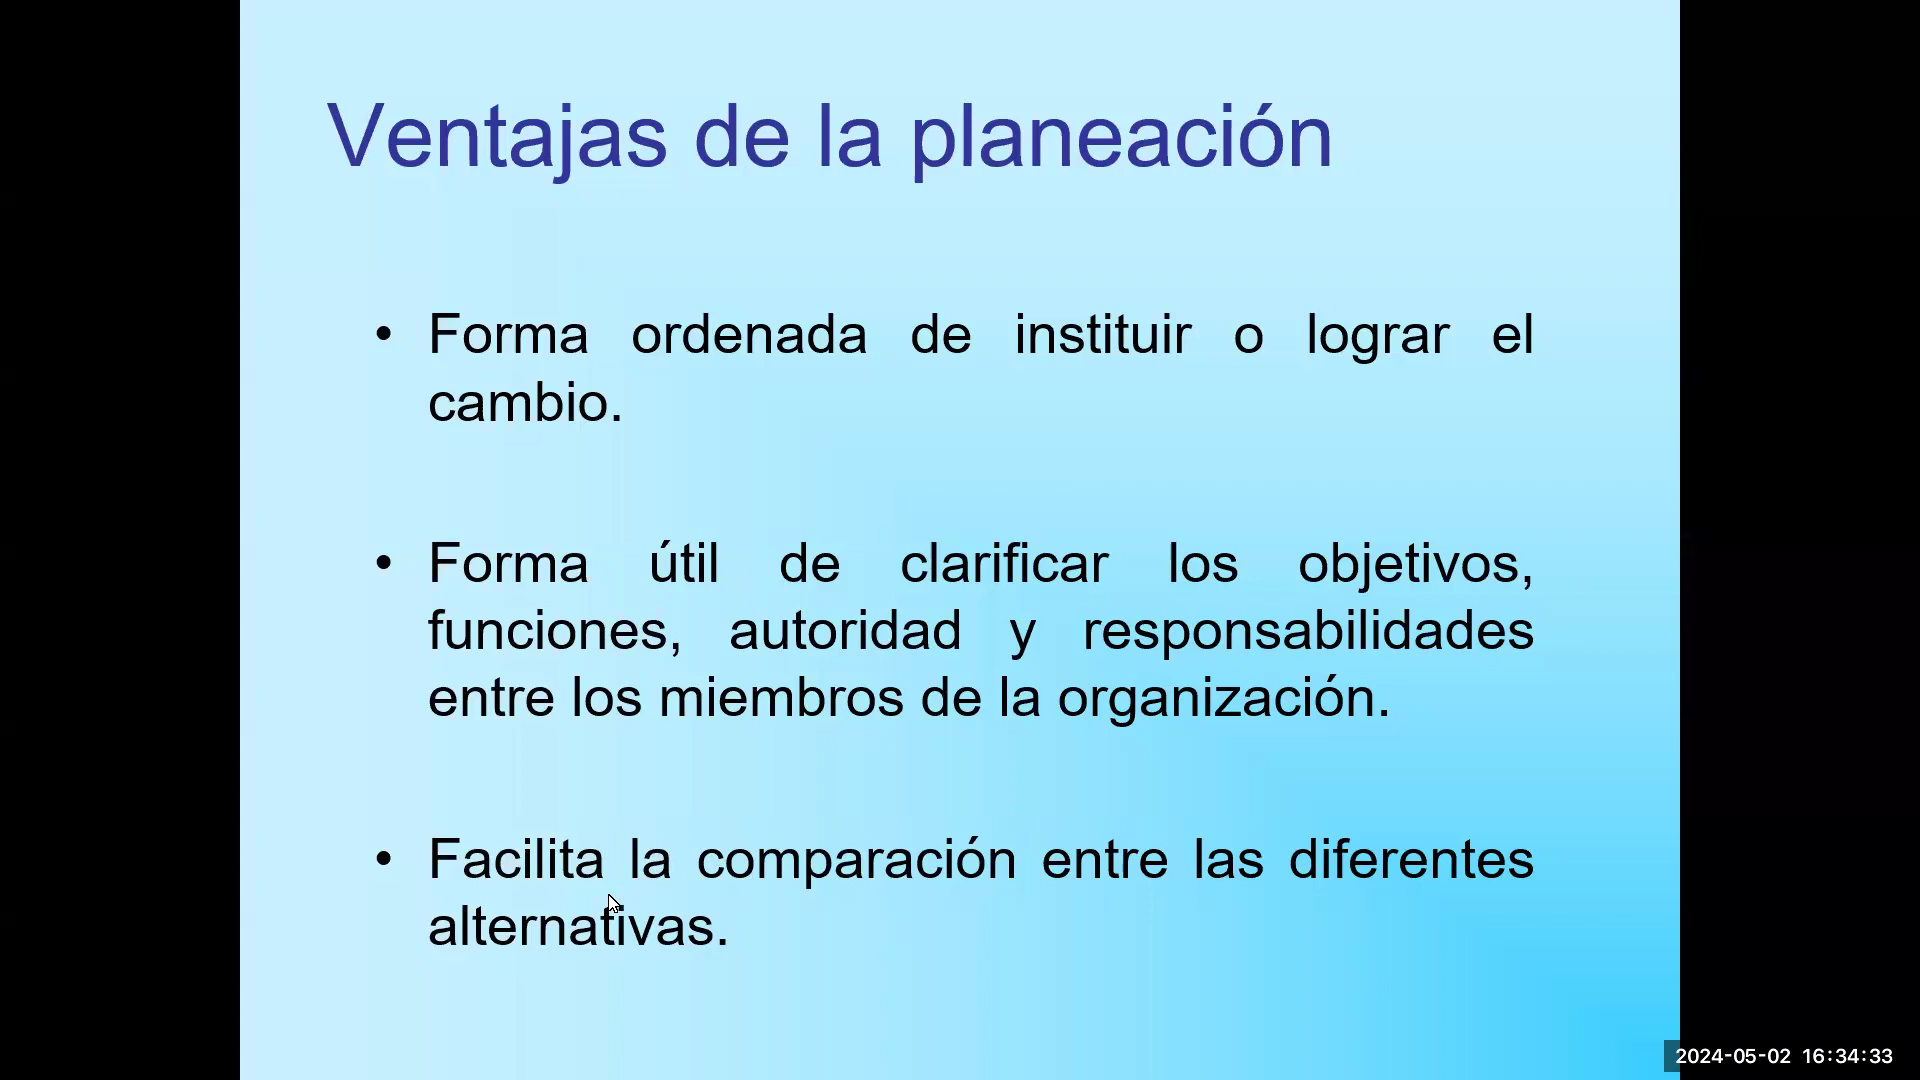 Ventajas de la planeación
• Forma ordenada de instituir o lograr el
cambio.
• Forma útil de clarificar los objetivos,
funciones, autoridad y responsabilidades
entre los miembros de la organización.
• Facilita la comparación entre las diferentes
alternativas.
2024-05-02 16:34:33